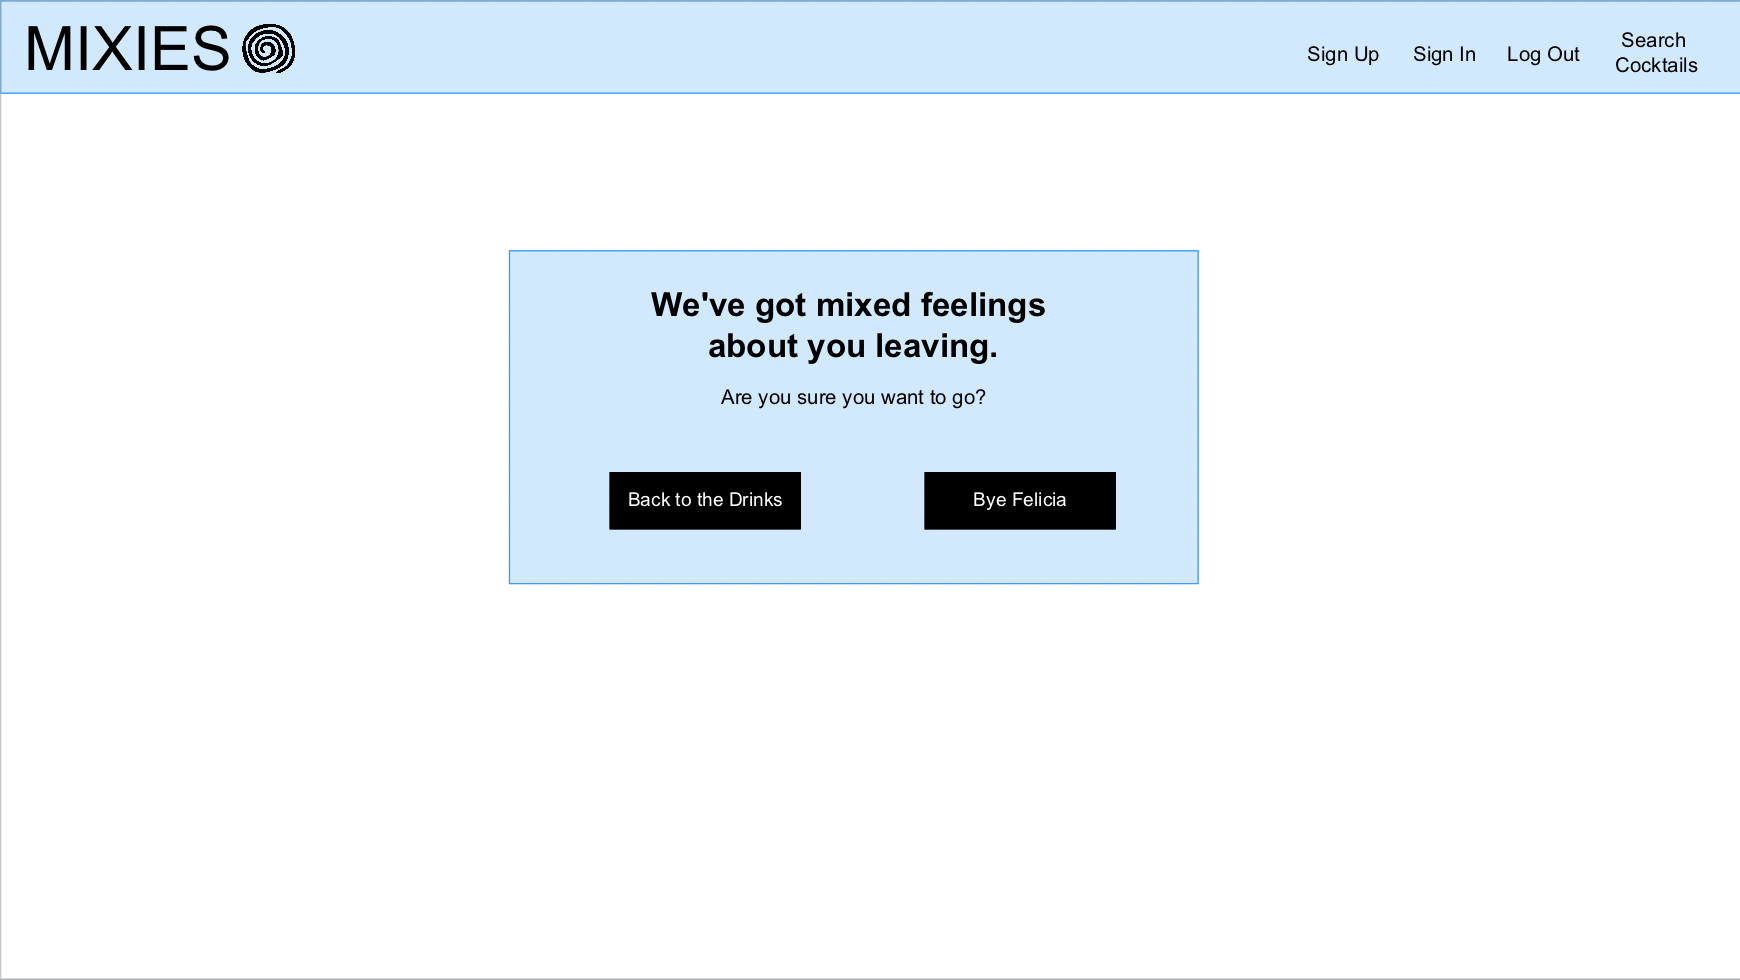 MIXIES
Sign Up
Sign In
Log Out
Search
Cocktails
We've got mixed feelings
about you leaving.
Are you sure you want to go?
Back to the Drinks
Bye Felicia